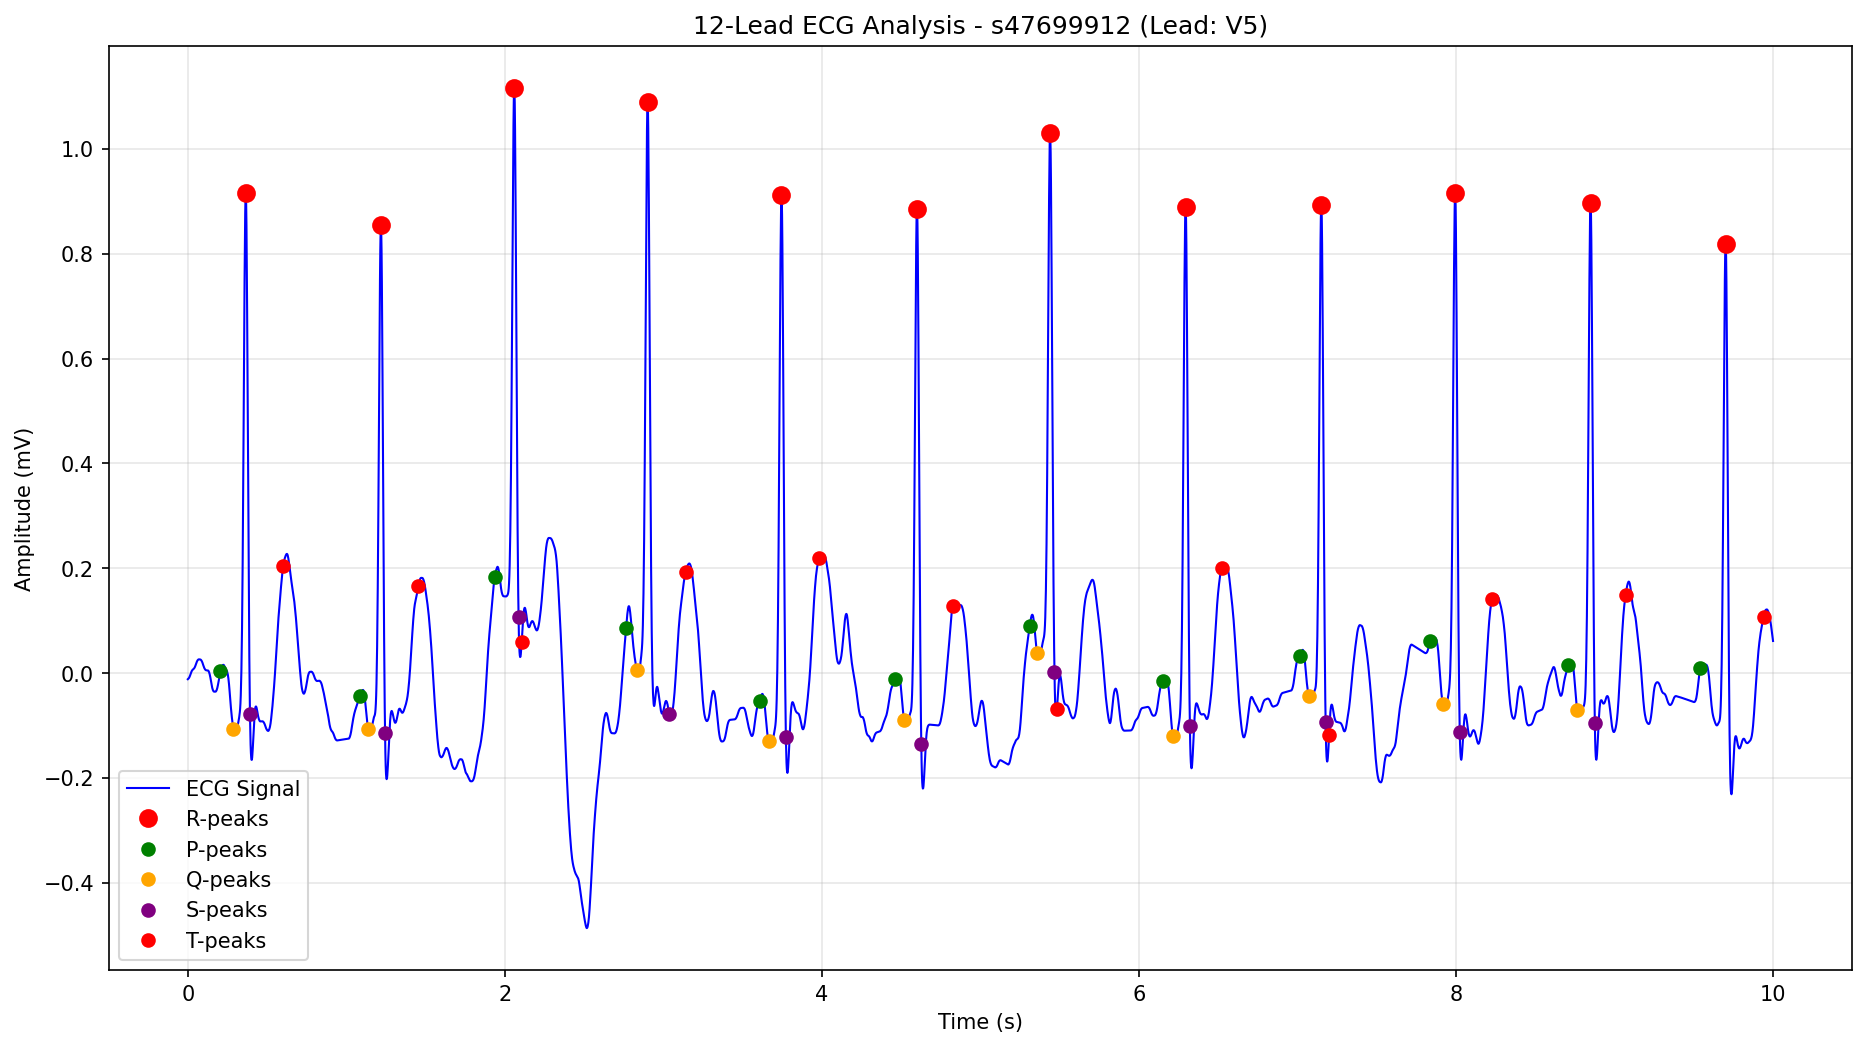 12-Lead ECG Analysis - s47699912 (Lead: V5)
Amplitude (mV)
1.0
0.8
0.6
0.4
0.2
0.0
−0.2
−0.4
ECG Signal
R-peaks
P-peaks
Q-peaks
S-peaks
T-peaks
0 2 4 6 8 10
Time (s)